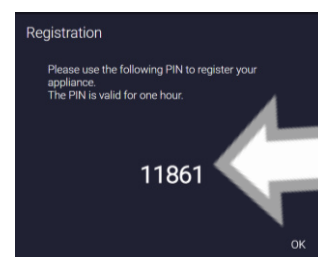 Registration
Please use the following PIN to register your
appliance.
The PIN is valid for one hour.
11861
OK